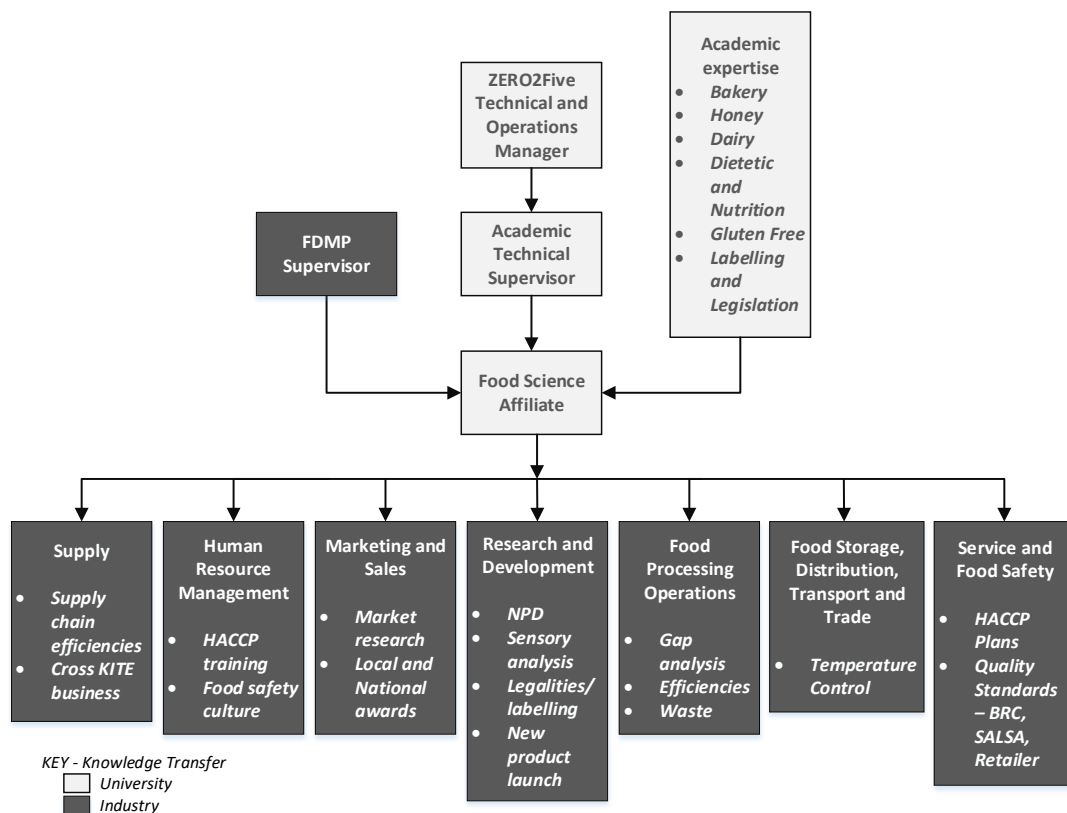 ZERO2Five
Technical and
Operations
Manager
Academic
expertise
• Bakery
• Honey
• Dairy
• Dietetic
and
Nutrition
• Gluten Free
• Labelling
and
Legislation
FDMP
Supervisor
Academic
Technical
Supervisor
Food Science
Affiliate
Supply
• Supply
chain
efficiencies
• Cross KITE
business
Human
Resource
Management
• HACCP
training
• Food safety
culture
Marketing and
Sales
• Market
research
• Local and
National
awards
Research and
Development
• NPD
• Sensory
analysis
• Legalities/
labelling
• New
product
launch
Food
Processing
Operations
• Gap
analysis
• Efficiencies
• Waste
Food Storage,
Distribution,
Transport and
Trade
• Temperature
Control
Service and
Food Safety
• HACCP
Plans
• Quality
Standards
– BRC,
SALSA,
Retailer
KEY - Knowledge Transfer
University
Industry